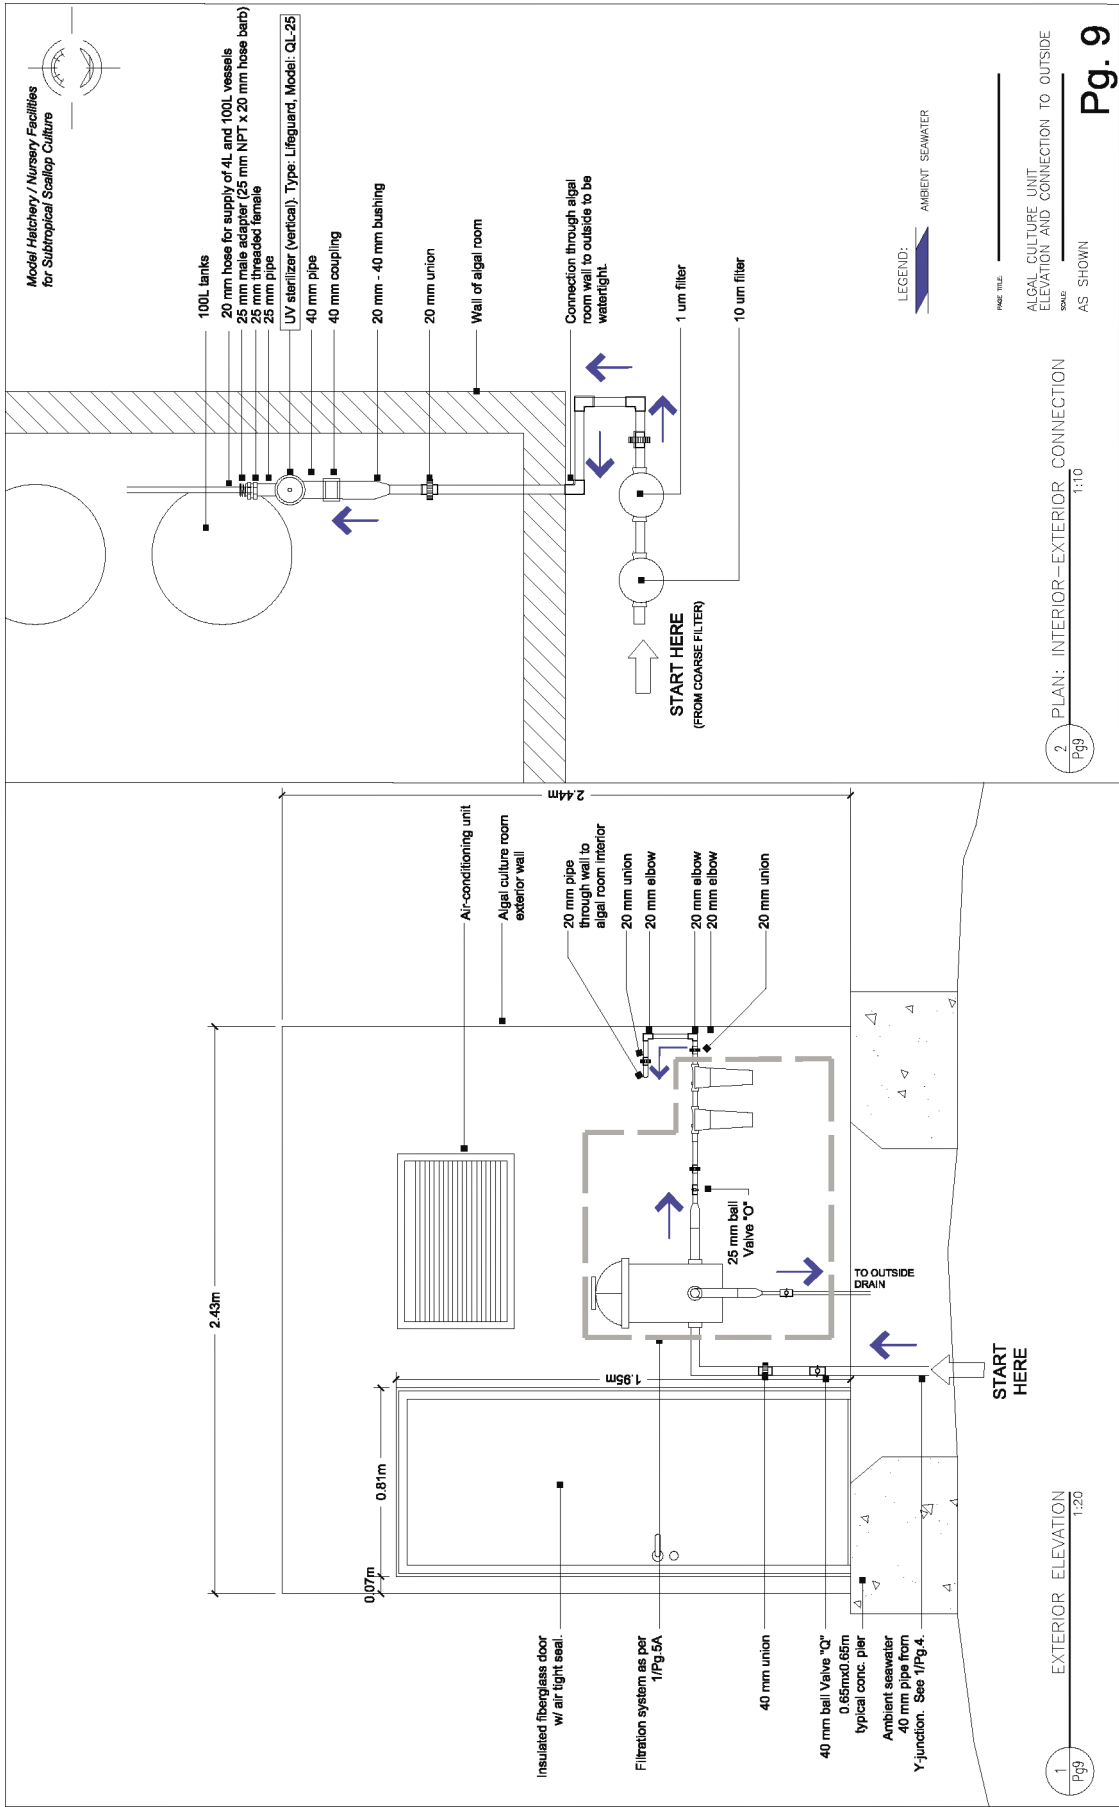 Model Hatchery / Nursery Facilities
for Subtropical Scallop Culture
2.43m
0.81m
0.07m
1.95m
2.44m
Air-conditioning unit
Algal culture room
exterior wall
20 mm pipe
through wall to
algal room interior
20 mm union
20 mm elbow
20 mm elbow
20 mm elbow
20 mm union
25 mm ball
Valve "O"
TO OUTSIDE
DRAIN
START
HERE
Insulated fiberglass door
w/ air tight seal.
Filtration system as per
1/Pg.5A
40 mm union
40 mm ball Valve "Q"
0.65mx0.65m
typical conc. pier
Ambient seawater
40 mm pipe from
Y-junction. See 1/Pg.4.
1
Pg9
EXTERIOR ELEVATION
1:20
100L tanks
20 mm hose for supply of 4L and 100L vessels
25 mm male adapter (25 mm NPT x 20 mm hose barb)
25 mm threaded female
25 mm pipe
UV sterilizer (vertical). Type: Lifeguard, Model: QL-25
40 mm pipe
40 mm coupling
20 mm - 40 mm bushing
20 mm union
Wall of algal room
Connection through algal
room wall to outside to be
watertight.
1 um filter
10 um filter
START HERE
(FROM COARSE FILTER)
2
Pg9
PLAN: INTERIOR-EXTERIOR CONNECTION
1:10
LEGEND:
AMBIENT SEAWATER
PAGE TITLE:
ALGAL CULTURE UNIT
ELEVATION AND CONNECTION TO OUTSIDE
SCALE:
AS SHOWN
Pg. 9